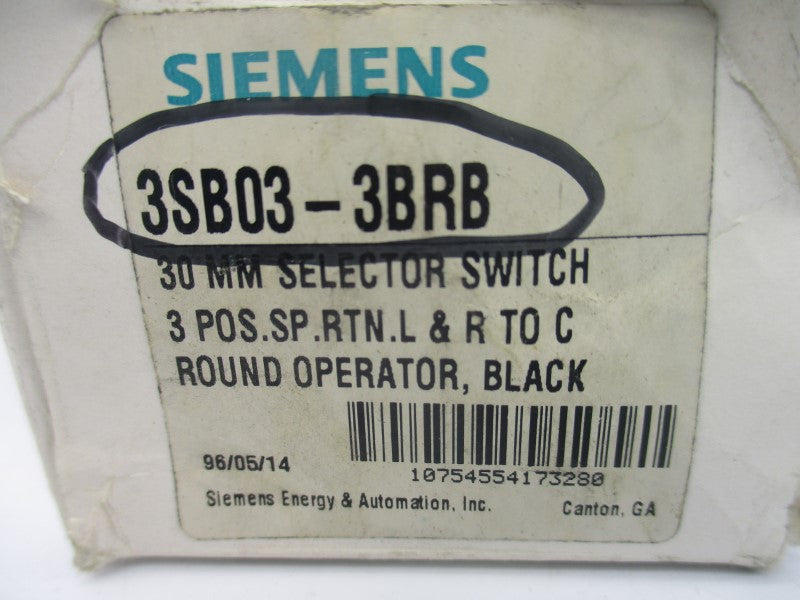 SIEMENS
3SB03-3BRB
30 MM SELECTOR SWITCH
3 POS.SP.RTN.L & R TO C
ROUND OPERATOR, BLACK
96/05/14
10754554173280
Siemens Energy & Automation, Inc. Canton, GA